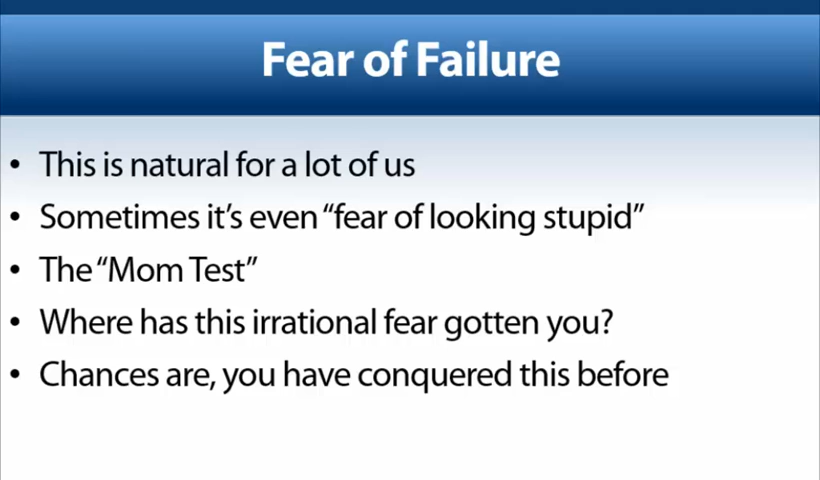 Fear of Failure
• This is natural for a lot of us
• Sometimes it’s even “fear of looking stupid”
• The “Mom Test”
• Where has this irrational fear gotten you?
• Chances are, you have conquered this before